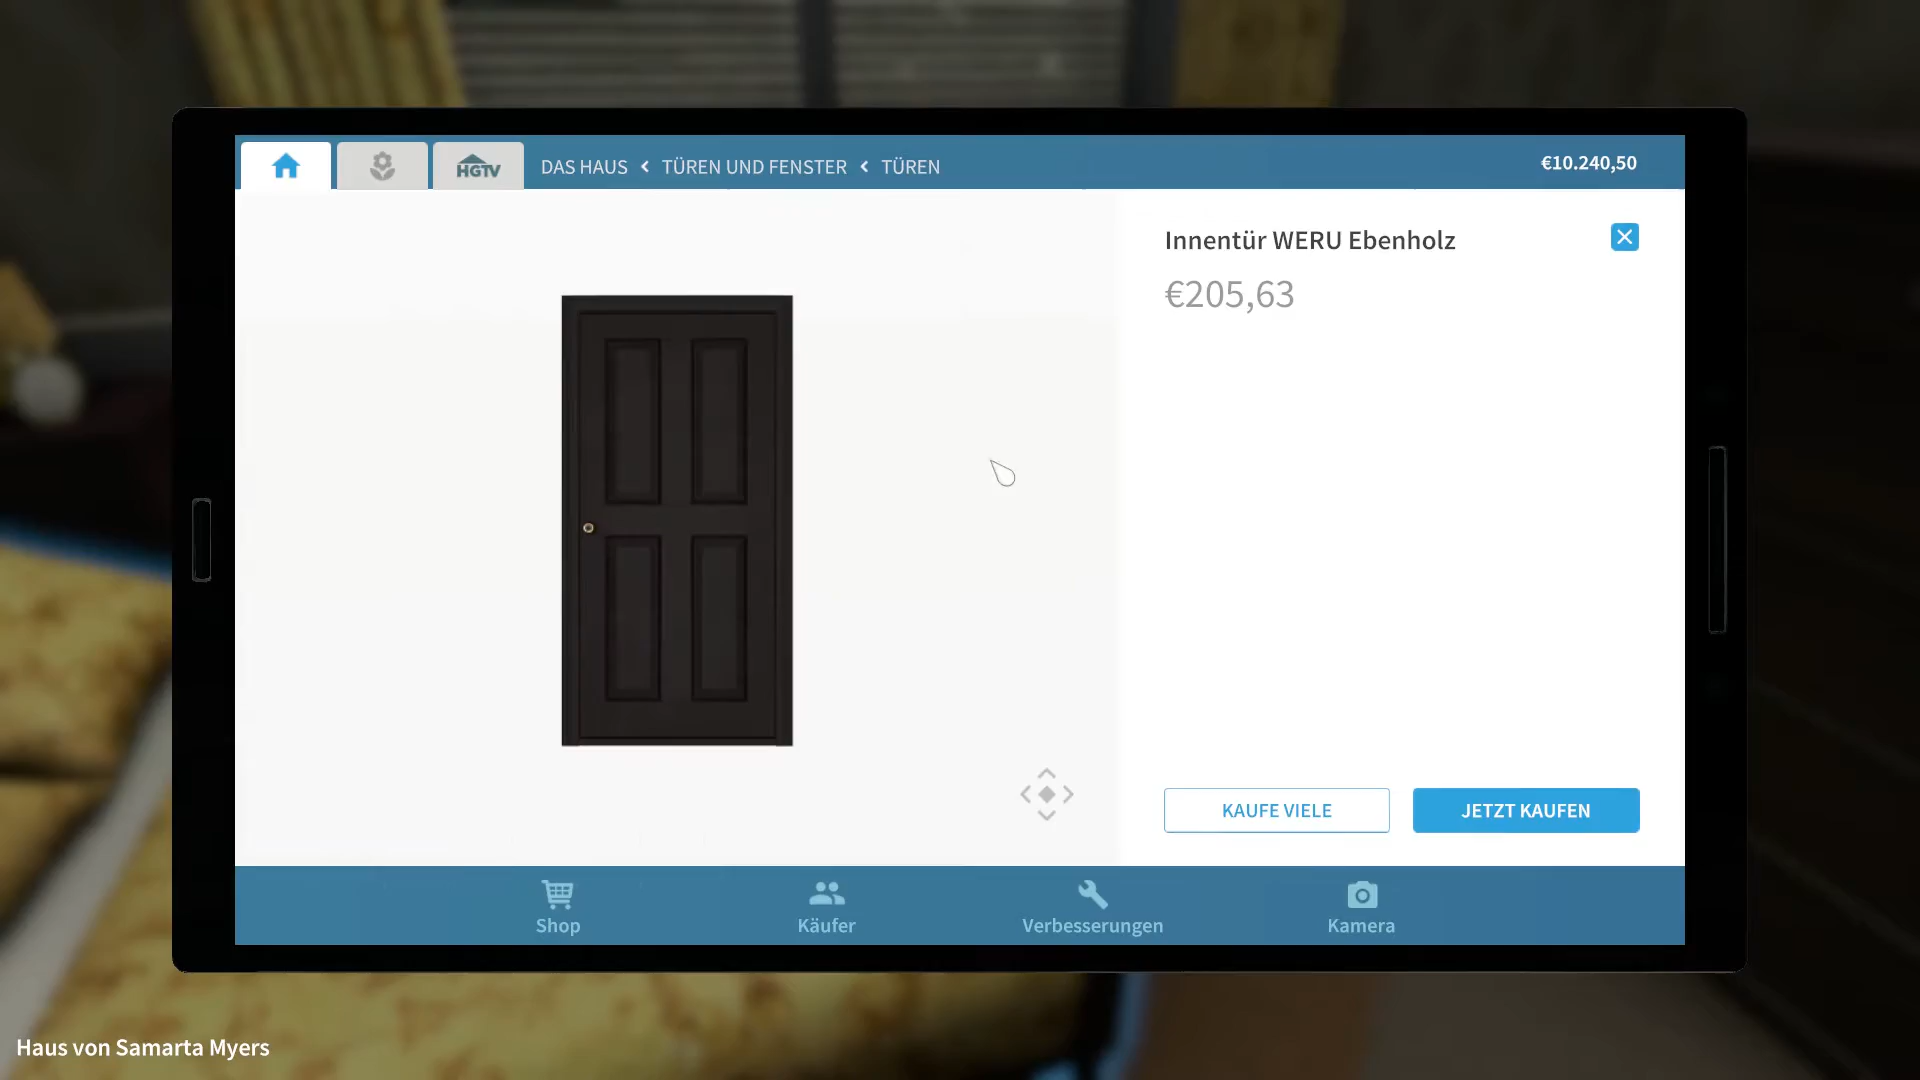 HGTV
DAS HAUS < TÜREN UND FENSTER < TÜREN
€10.240,50
Innentür WERU Ebenholz
€205,63
KAUFE VIELE
JETZT KAUFEN
Shop
Käufer
Verbesserungen
Kamera
Haus von Samarta Myers